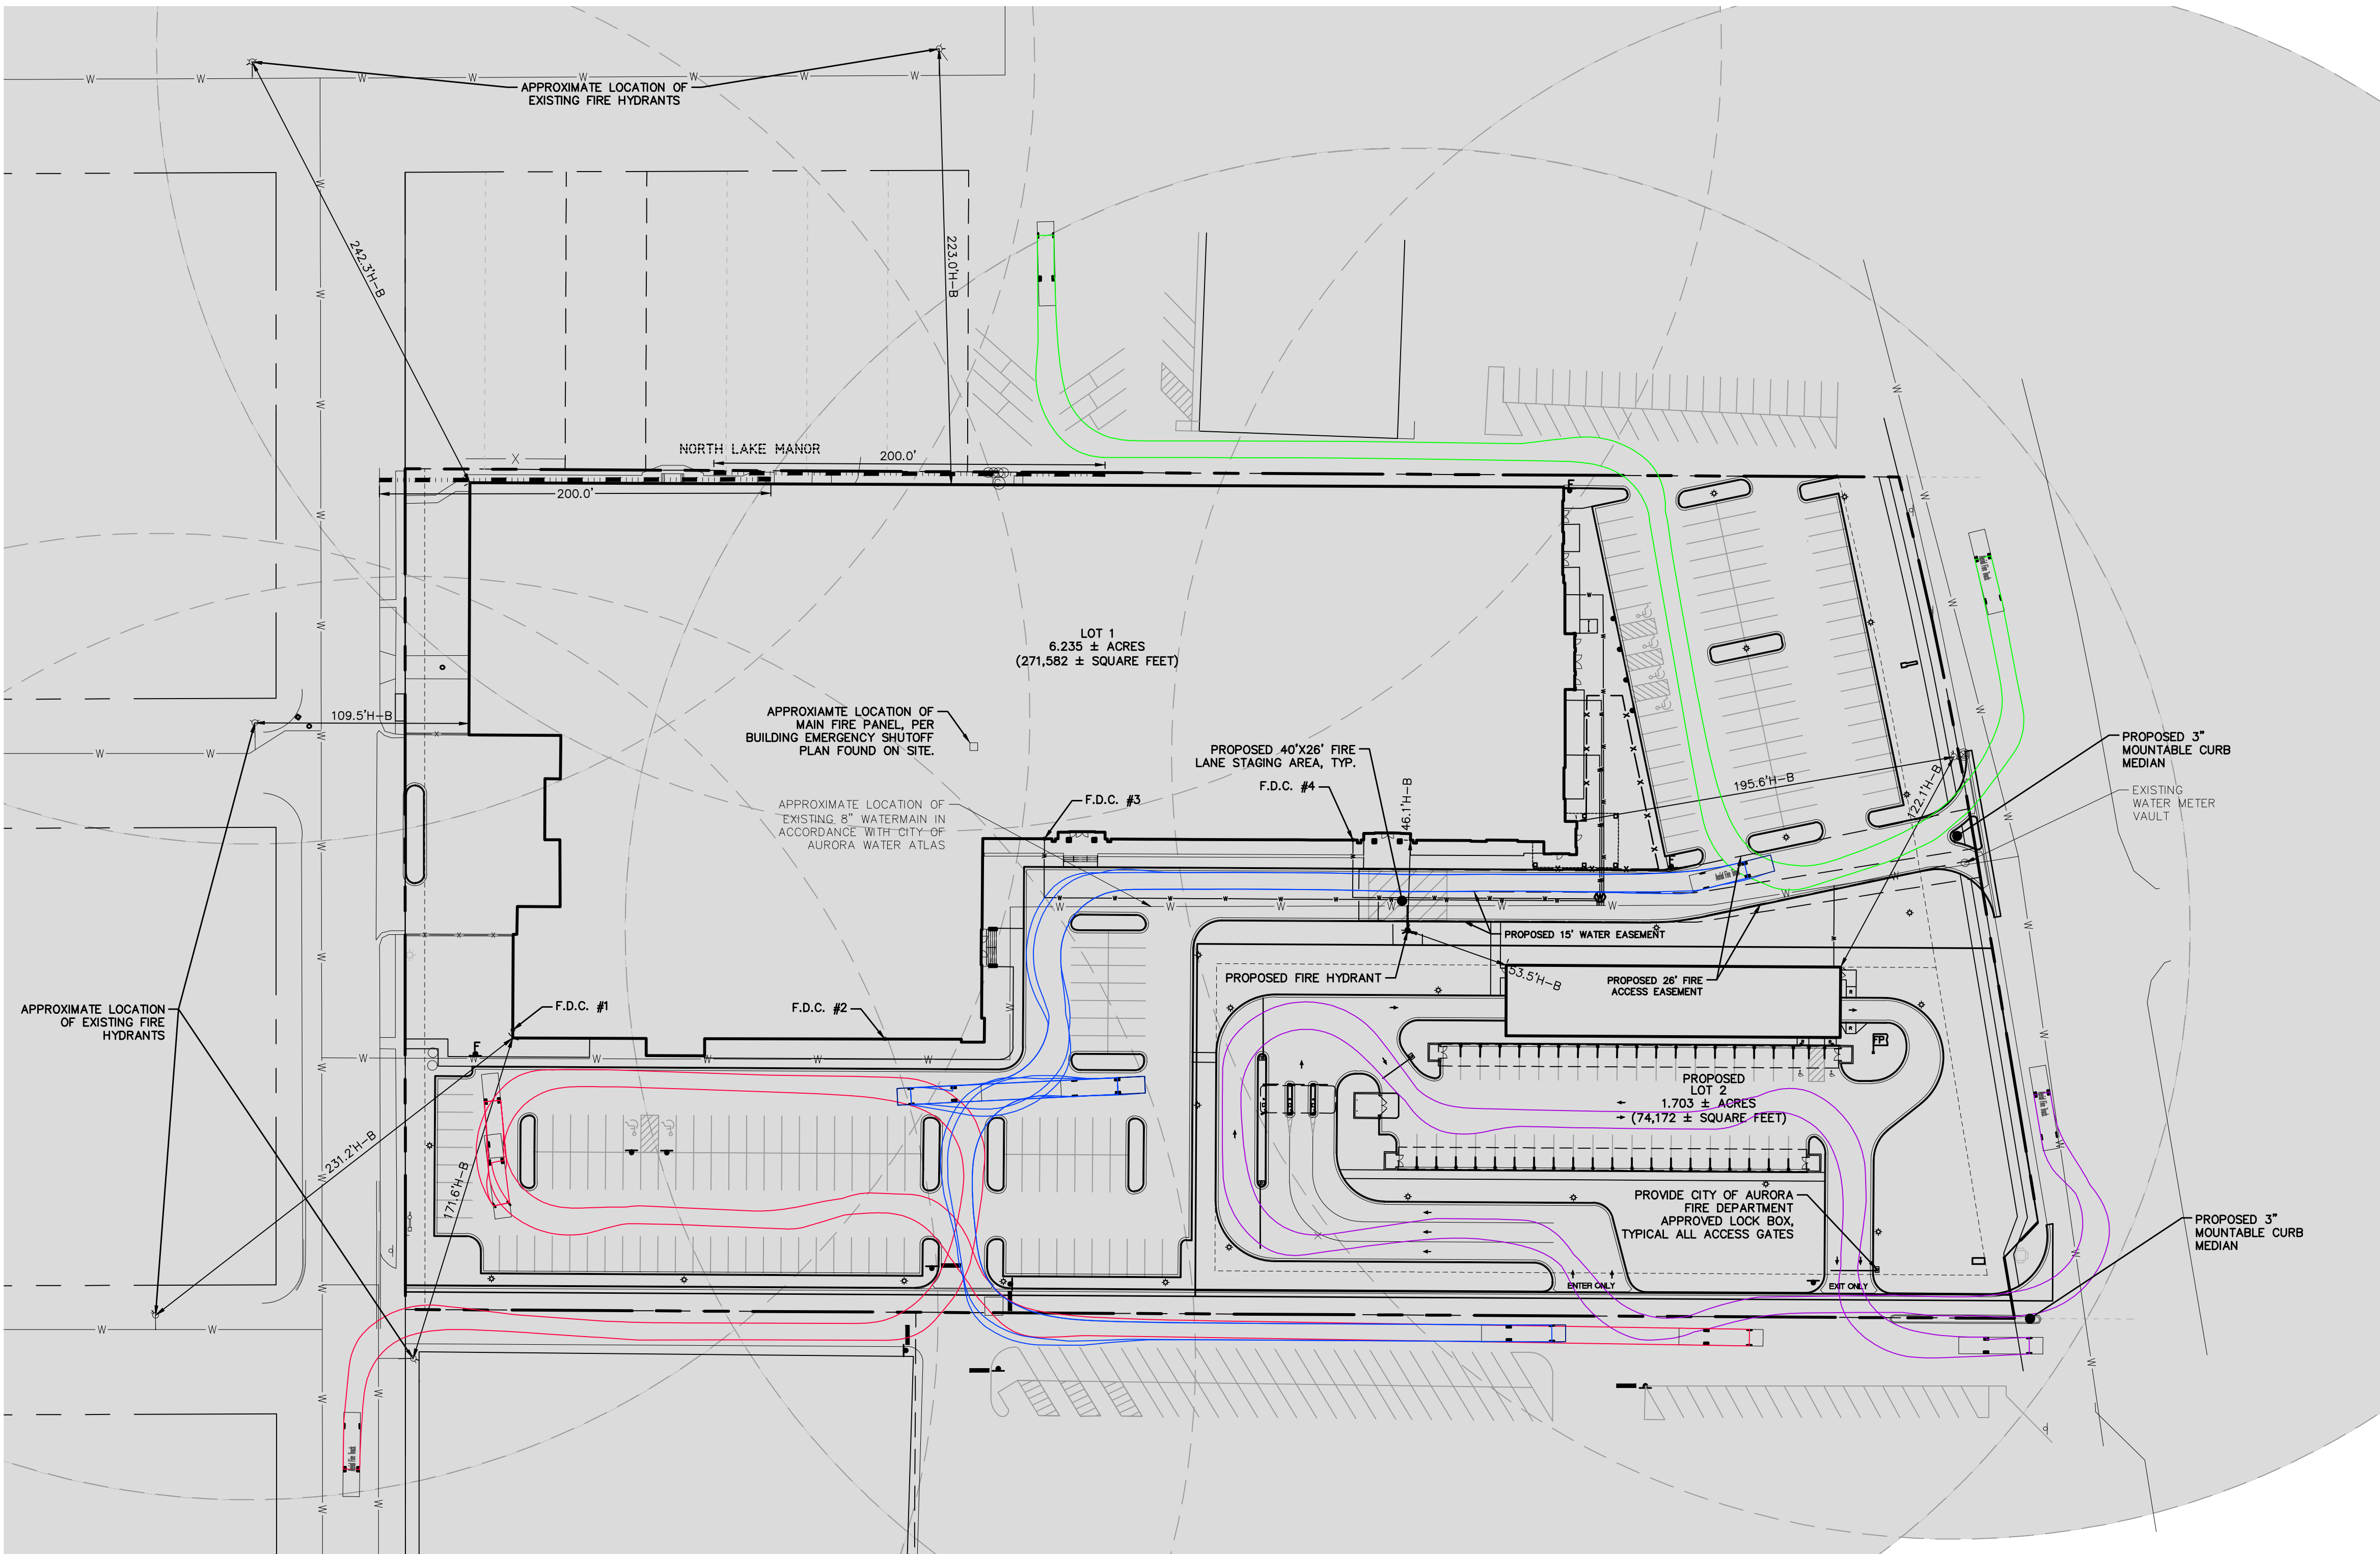 APPROXIMATE LOCATION OF
EXISTING FIRE HYDRANTS
242.3'H-B
223.0'H-B
NORTH LAKE MANOR
200.0'
200.0'
LOT 1
6.235 ± ACRES
(271,582 ± SQUARE FEET)
109.5'H-B
APPROXIAMTE LOCATION OF
MAIN FIRE PANEL, PER
BUILDING EMERGENCY SHUTOFF
PLAN FOUND ON SITE.
PROPOSED 40'X26' FIRE
LANE STAGING AREA, TYP.
F.D.C. #3
F.D.C. #4
46.1'H-B
195.6'H-B
122.1'H-B
PROPOSED 3"
MOUNTABLE CURB
MEDIAN
EXISTING
WATER METER
VAULT
APPROXIMATE LOCATION OF
EXISTING 8" WATERMAIN IN
ACCORDANCE WITH CITY OF
AURORA WATER ATLAS
PROPOSED 15' WATER EASEMENT
PROPOSED FIRE HYDRANT
53.5'H-B
PROPOSED 26' FIRE
ACCESS EASEMENT
APPROXIMATE LOCATION
OF EXISTING FIRE
HYDRANTS
F.D.C. #1
F.D.C. #2
FP
PROPOSED
LOT 2
1.703 ± ACRES
(74,172 ± SQUARE FEET)
231.2'H-B
171.6'H-B
PROVIDE CITY OF AURORA
FIRE DEPARTMENT
APPROVED LOCK BOX,
TYPICAL ALL ACCESS GATES
PROPOSED 3"
MOUNTABLE CURB
MEDIAN
ENTER ONLY
EXIT ONLY